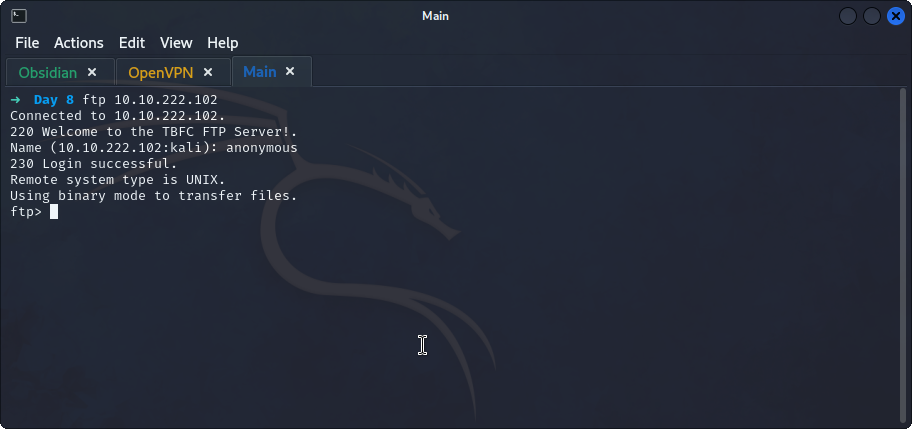 Main
File Actions Edit View Help
Obsidian × OpenVPN × Main ×
→ Day 8 ftp 10.10.222.102
Connected to 10.10.222.102.
220 Welcome to the TBFC FTP Server!.
Name (10.10.222.102:kali): anonymous
230 Login successful.
Remote system type is UNIX.
Using binary mode to transfer files.
ftp>